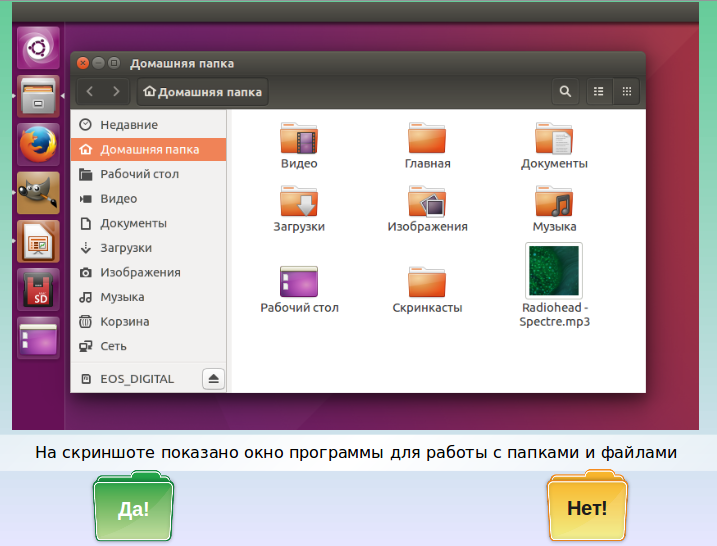 Домашняя папка
Домашняя папка
Недавние
Домашняя папка
Рабочий стол
Видео
Документы
Загрузки
Изображения
Музыка
Корзина
Сеть
EOS_DIGITAL
Видео
Главная
Документы
Загрузки
Изображения
Музыка
Рабочий стол
Скринкасты
Radiohead -
Spectre.mp3
SD
На скриншоте показано окно программы для работы с папками и файлами
Да!
Нет!